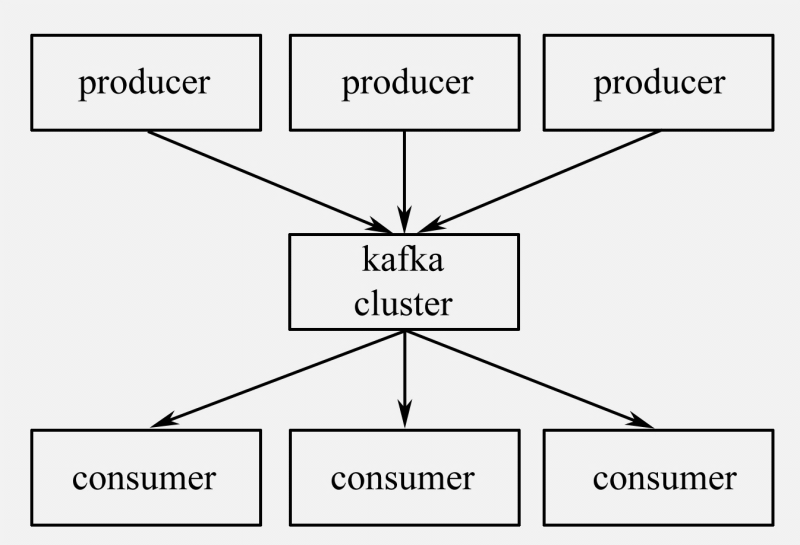 producer
producer
producer
kafka
cluster
consumer
consumer
consumer